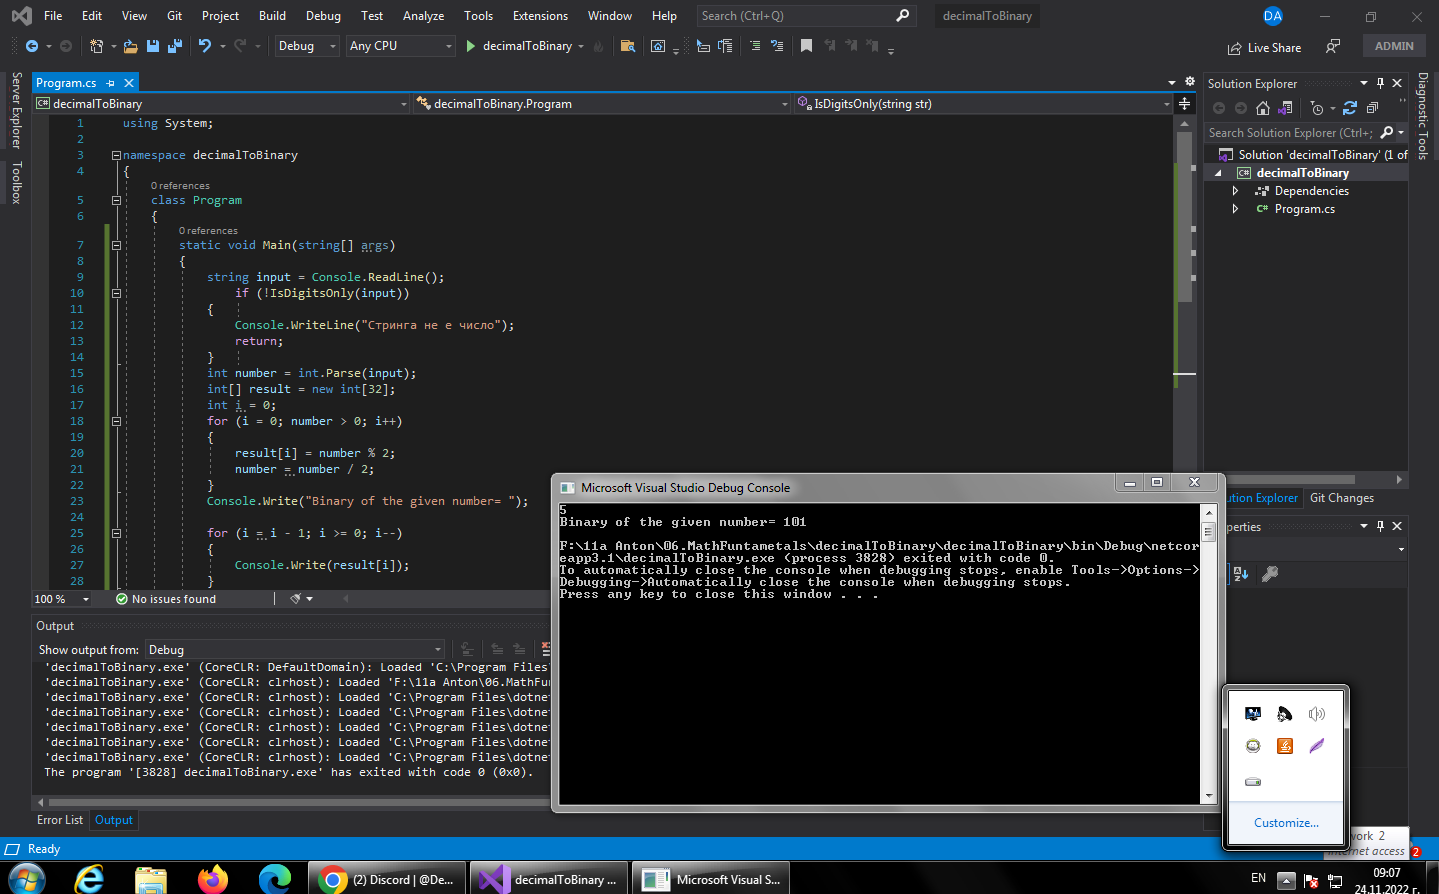 File Edit View Git Project Build Debug Test Analyze Tools Extensions Window Help Search (Ctrl+Q) decimalToBinary DA
Debug Any CPU decimalToBinary Live Share ADMIN
Server Explorer
Toolbox
Program.cs
decimalToBinary decimalToBinary.Program IsDigitsOnly(string str)
1 using System;
2
3 namespace decimalToBinary
4 {
0 references
5 class Program
6 {
0 references
7 static void Main(string[] args)
8 {
9 string input = Console.ReadLine();
10 if (!IsDigitsOnly(input))
11 {
12 Console.WriteLine("Стринга не е число");
13 return;
14 }
15 int number = int.Parse(input);
16 int[] result = new int[32];
17 int i = 0;
18 for (i = 0; number > 0; i++)
19 {
20 result[i] = number % 2;
21 number = number / 2;
22 }
23 Console.Write("Binary of the given number= ");
24
25 for (i = i - 1; i >= 0; i--)
26 {
27 Console.Write(result[i]);
28 }
100 % No issues found
Output
Show output from: Debug
'decimalToBinary.exe' (CoreCLR: DefaultDomain): Loaded 'C:\Program Files\
'decimalToBinary.exe' (CoreCLR: clrhost): Loaded 'F:\11a Anton\06.MathFu
'decimalToBinary.exe' (CoreCLR: clrhost): Loaded 'C:\Program Files\dotne
'decimalToBinary.exe' (CoreCLR: clrhost): Loaded 'C:\Program Files\dotne
'decimalToBinary.exe' (CoreCLR: clrhost): Loaded 'C:\Program Files\dotne
'decimalToBinary.exe' (CoreCLR: clrhost): Loaded 'C:\Program Files\dotne
'decimalToBinary.exe' (CoreCLR: clrhost): Loaded 'C:\Program Files\dotne
The program '[3828] decimalToBinary.exe' has exited with code 0 (0x0).
Error List Output
Microsoft Visual Studio Debug Console
5
Binary of the given number= 101
F:\11a Anton\06.MathFuntametals\decimalToBinary\decimalToBinary\bin\Debug\netcor
eapp3.1\decimalToBinary.exe (process 3828) exited with code 0.
To automatically close the console when debugging stops, enable Tools->Options->
Debugging->Automatically close the console when debugging stops.
Press any key to close this window . . .
Solution Explorer
Search Solution Explorer (Ctrl+;
Solution 'decimalToBinary' (1 of
decimalToBinary
Dependencies
C# Program.cs
ution Explorer Git Changes
perties
Diagnostic Tools
Customize...
work 2
Internet access
2
Ready
(2) Discord | @De... decimalToBinary ... Microsoft Visual S... EN 09:07
24.11.2022 г.